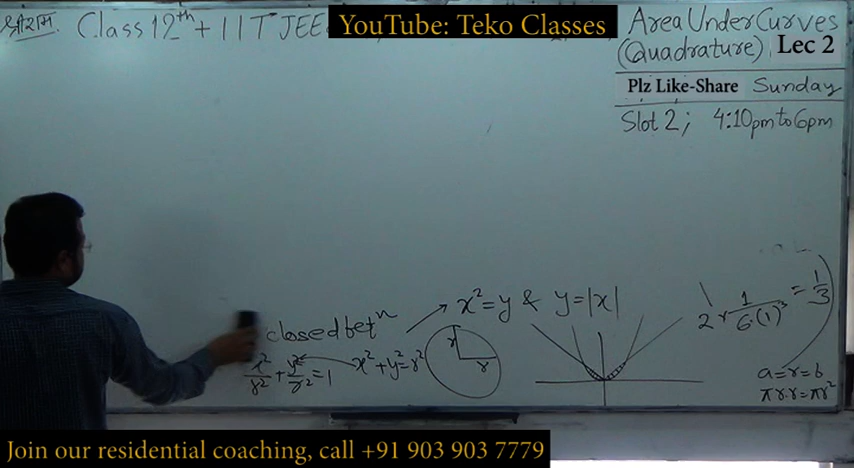 श्रीराम. Class 12th + IIT JEE
YouTube: Teko Classes
Area Under Curves
(Quadrature) Lec 2
Plz Like-Share Sunday
Slot 2; 4:10pm to 6pm
closed betⁿ → x²=y & y=|x|
2 × 1/6·(1)³ = 1/3
x²/r² + y²/r² = 1
x²+y²=r²
r
r
a=r=b
πr·r=πr²
Join our residential coaching, call +91 903 903 7779